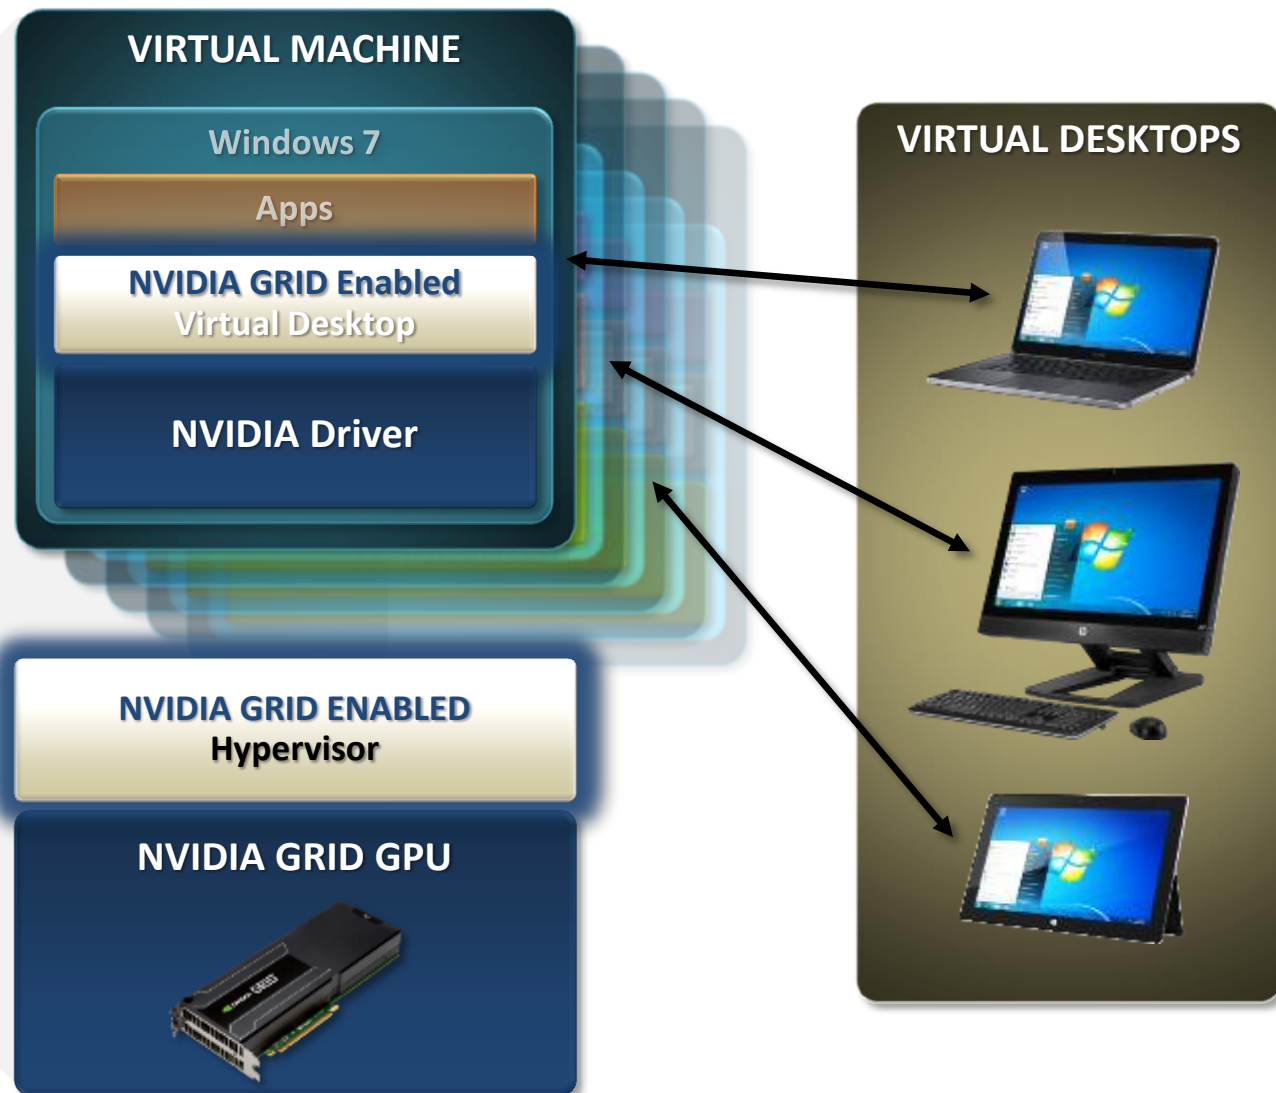 VIRTUAL MACHINE
Windows 7
Apps
NVIDIA GRID Enabled
Virtual Desktop
NVIDIA Driver
NVIDIA GRID ENABLED
Hypervisor
NVIDIA GRID GPU
VIRTUAL DESKTOPS